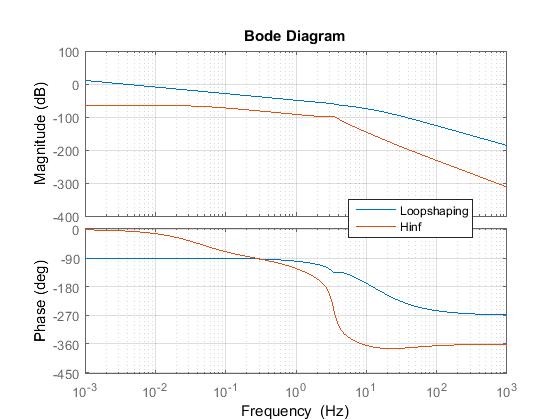 Bode Diagram
Magnitude (dB)
100
0
-100
-200
-300
-400
Loopshaping
Hinf
Phase (deg)
0
-90
-180
-270
-360
-450
10^-3 10^-2 10^-1 10^0 10^1 10^2 10^3
Frequency (Hz)